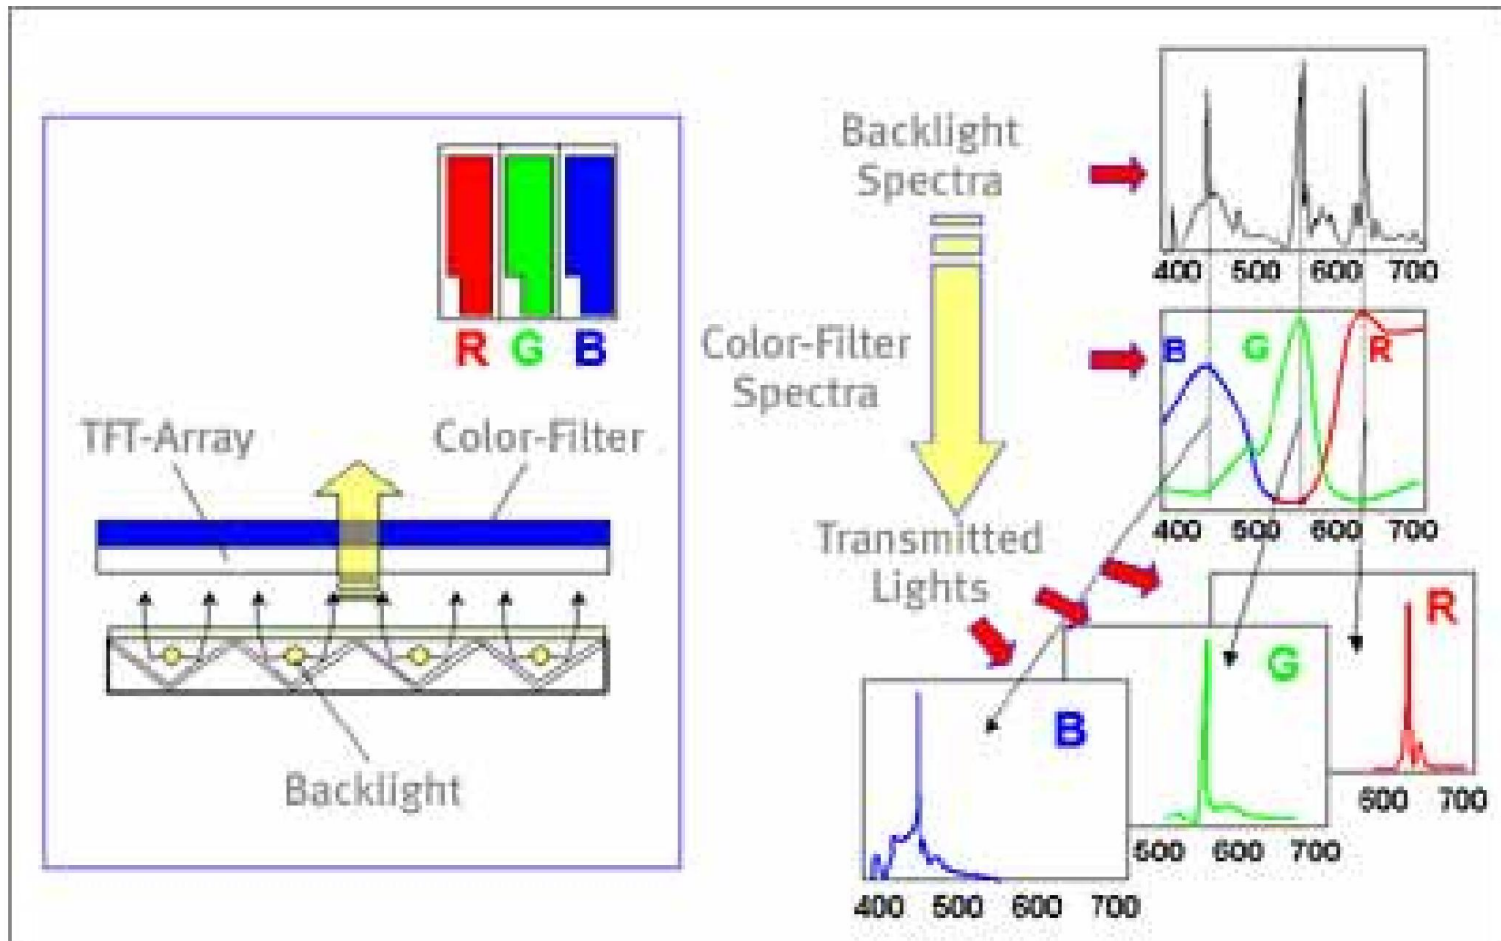 R G B
TFT-Array
Color-Filter
Backlight
Backlight
Spectra
Color-Filter
Spectra
Transmitted
Lights
400 500 600 700
B G R
400 500 600 700
R
600 700
G
500 600 700
B
400 500 600 700